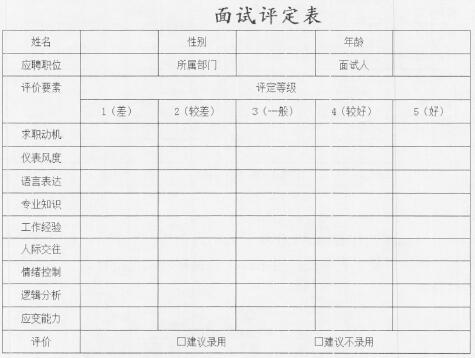 面试评定表
姓名 性别 年龄
应聘职位 所属部门 面试人
评价要素 评定等级
1（差） 2（较差） 3（一般） 4（较好） 5（好）
求职动机
仪表风度
语言表达
专业知识
工作经验
人际交往
情绪控制
逻辑分析
应变能力
评价 □建议录用 □建议不录用